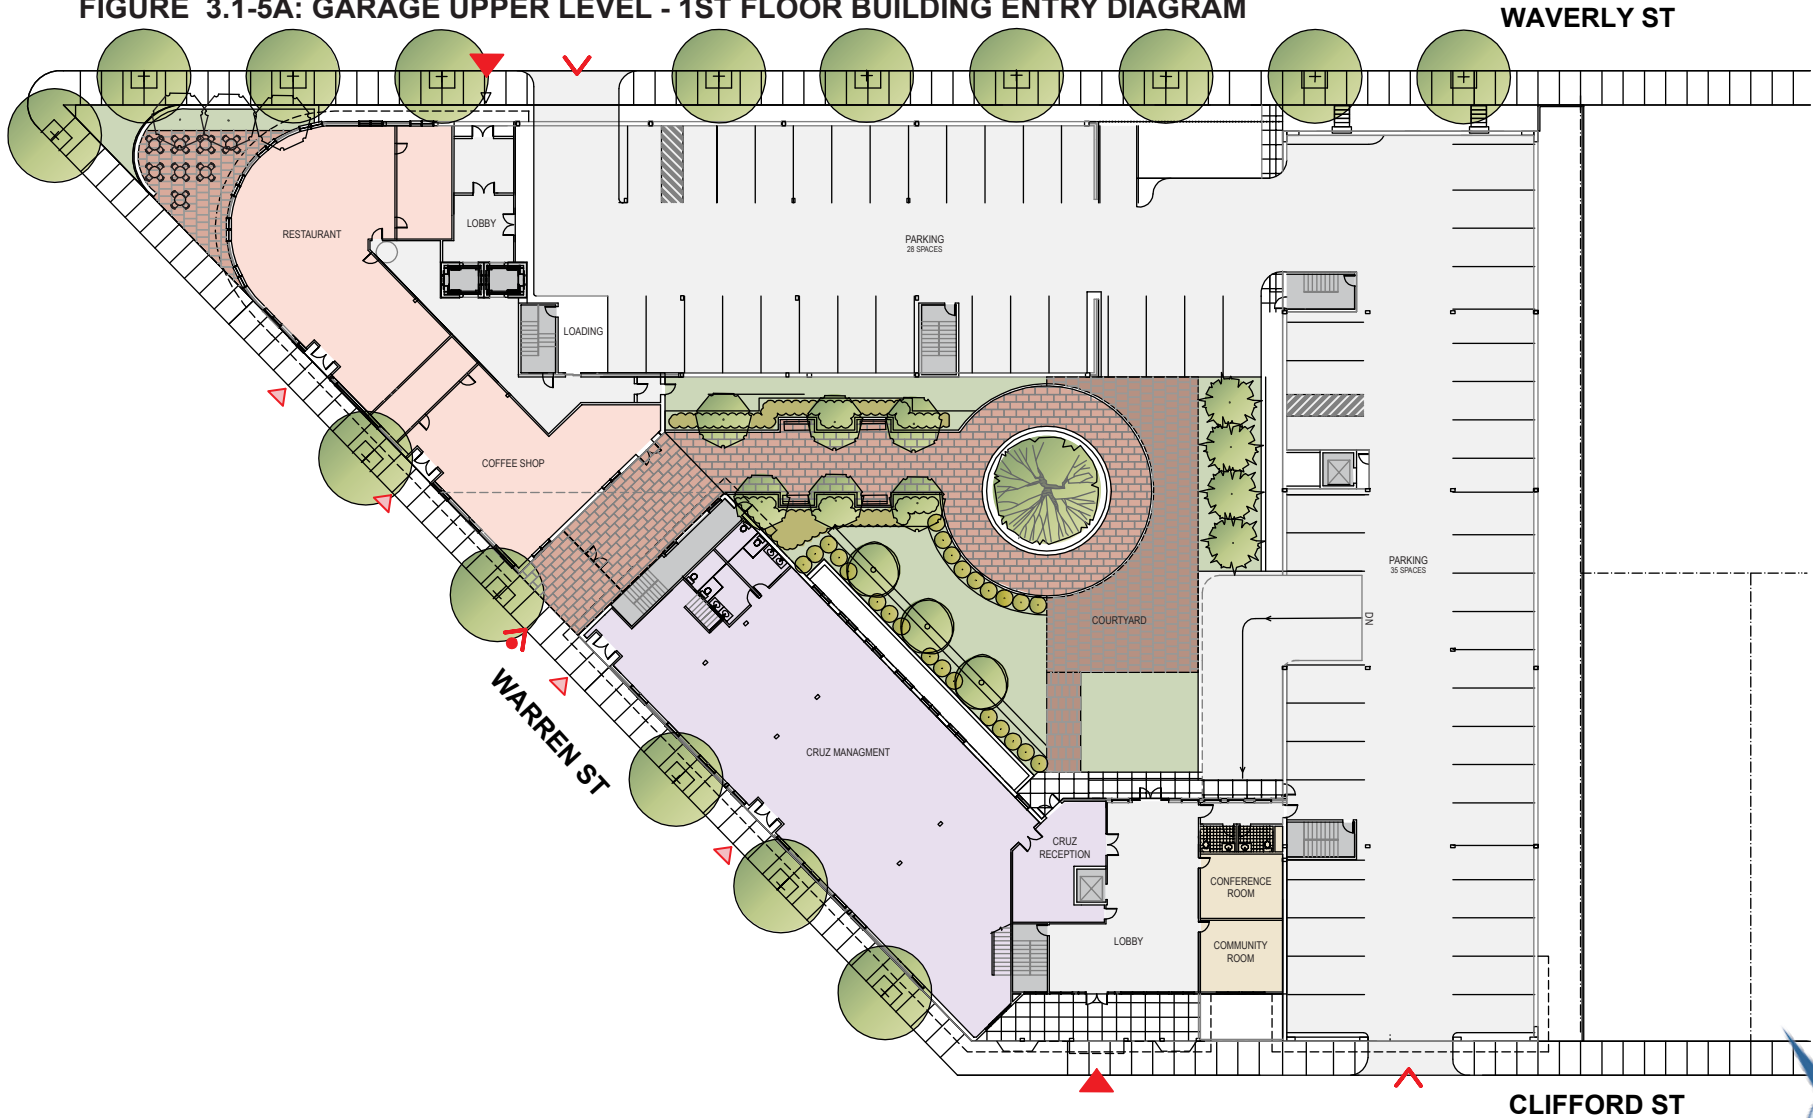 FIGURE 3.1-5A: GARAGE UPPER LEVEL - 1ST FLOOR BUILDING ENTRY DIAGRAM
WAVERLY ST
RESTAURANT
LOBBY
PARKING
28 SPACES
LOADING
COFFEE SHOP
PARKING
35 SPACES
COURTYARD
DN
WARREN ST
CRUZ MANAGMENT
CRUZ
RECEPTION
CONFERENCE
ROOM
LOBBY
COMMUNITY
ROOM
CLIFFORD ST